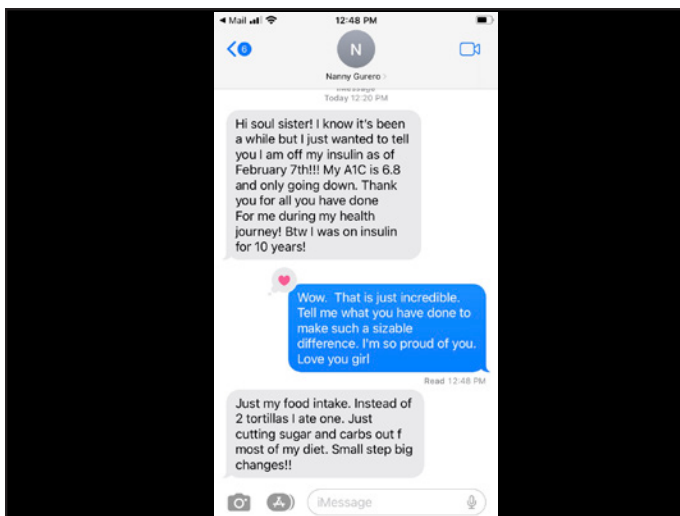 Mail 12:48 PM
6
N
Nanny Gurero
iMessage
Today 12:20 PM
Hi soul sister! I know it's been
a while but I just wanted to tell
you I am off my insulin as of
February 7th!!! My A1C is 6.8
and only going down. Thank
you for all you have done
For me during my health
journey! Btw I was on insulin
for 10 years!
Wow. That is just incredible.
Tell me what you have done to
make such a sizable
difference. I'm so proud of you.
Love you girl
Read 12:48 PM
Just my food intake. Instead of
2 tortillas I ate one. Just
cutting sugar and carbs out f
most of my diet. Small step big
changes!!
iMessage